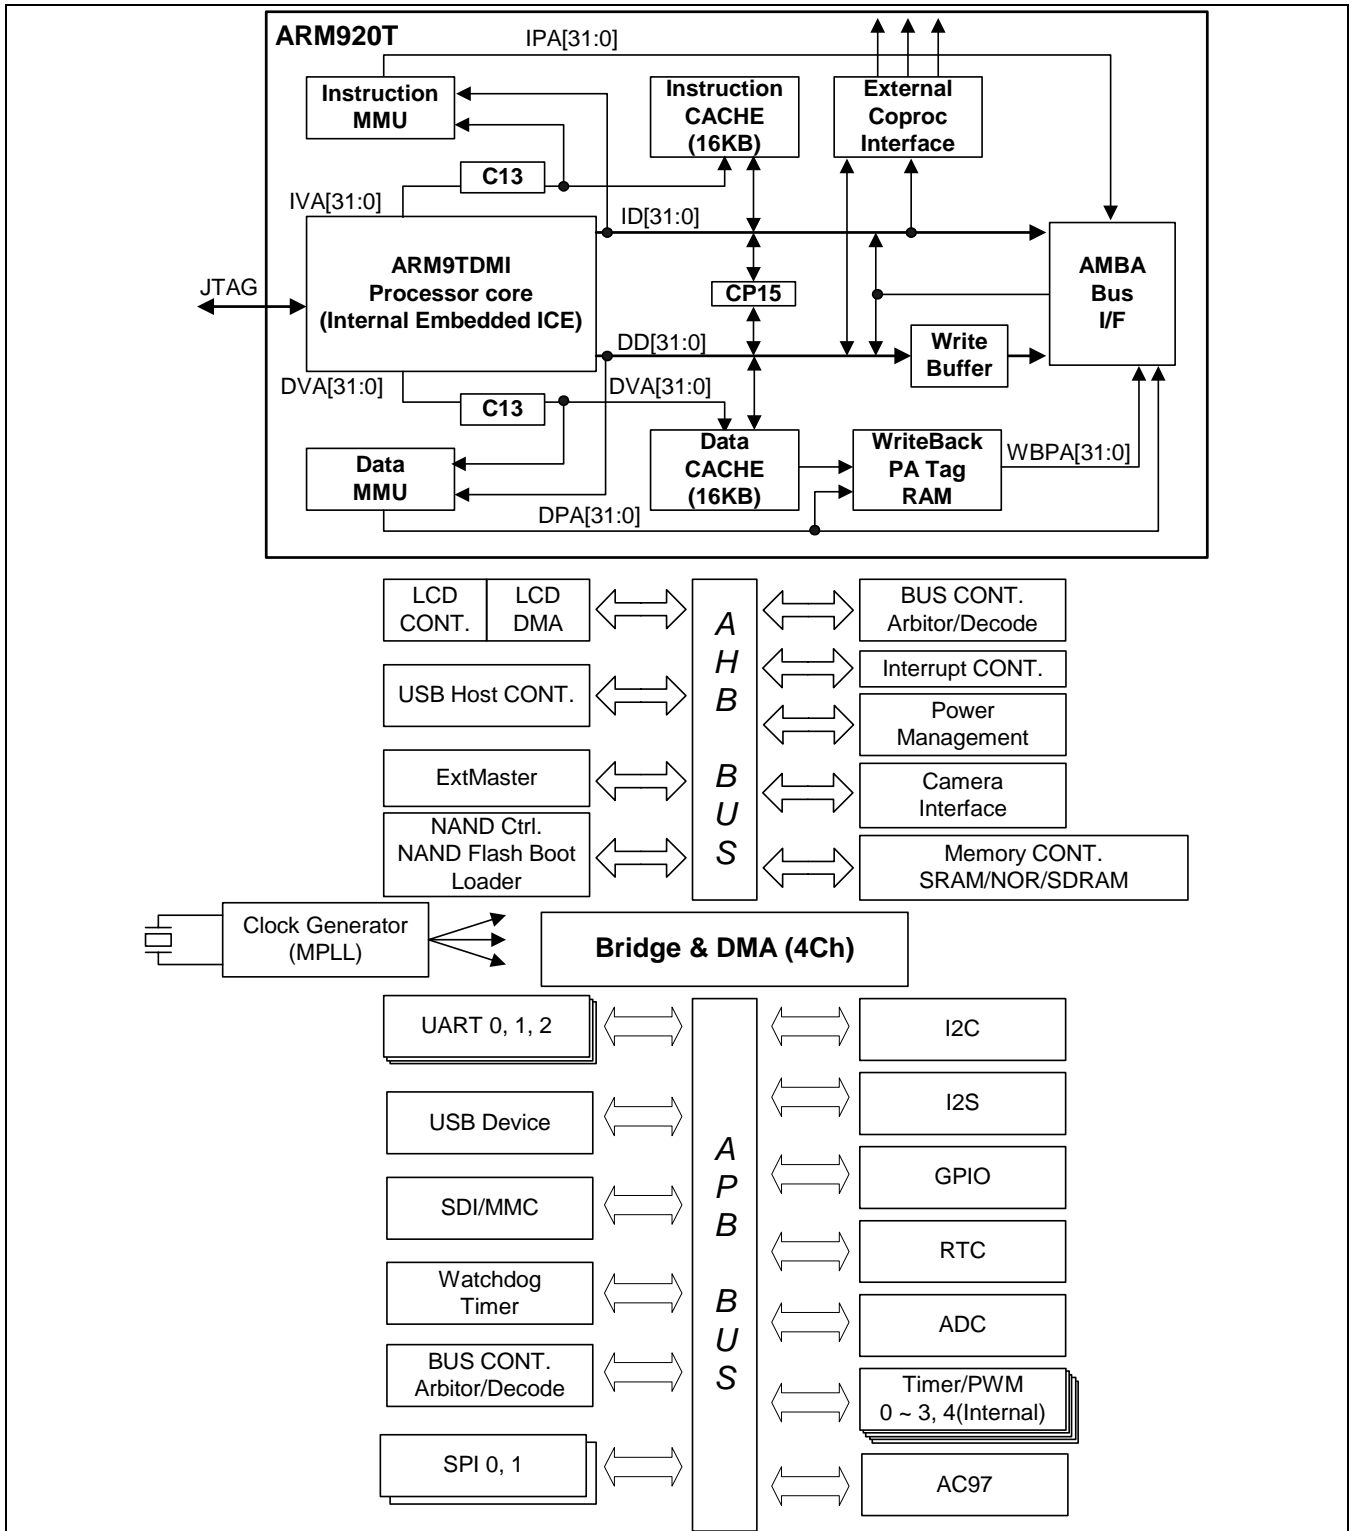 ARM920T
IPA[31:0]
Instruction
MMU
Instruction
CACHE
(16KB)
External
Coproc
Interface
C13
IVA[31:0]
ID[31:0]
ARM9TDMI
Processor core
(Internal Embedded ICE)
JTAG
CP15
AMBA
Bus
I/F
DD[31:0]
Write
Buffer
DVA[31:0]
DVA[31:0]
C13
Data
MMU
Data
CACHE
(16KB)
WriteBack
PA Tag
RAM
WBPA[31:0]
DPA[31:0]
LCD
CONT.
LCD
DMA
USB Host CONT.
ExtMaster
NAND Ctrl.
NAND Flash Boot
Loader
A
H
B
B
U
S
BUS CONT.
Arbitor/Decode
Interrupt CONT.
Power
Management
Camera
Interface
Memory CONT.
SRAM/NOR/SDRAM
Clock Generator
(MPLL)
Bridge & DMA (4Ch)
UART 0, 1, 2
USB Device
SDI/MMC
Watchdog
Timer
BUS CONT.
Arbitor/Decode
SPI 0, 1
A
P
B
B
U
S
I2C
I2S
GPIO
RTC
ADC
Timer/PWM
0 ~ 3, 4(Internal)
AC97